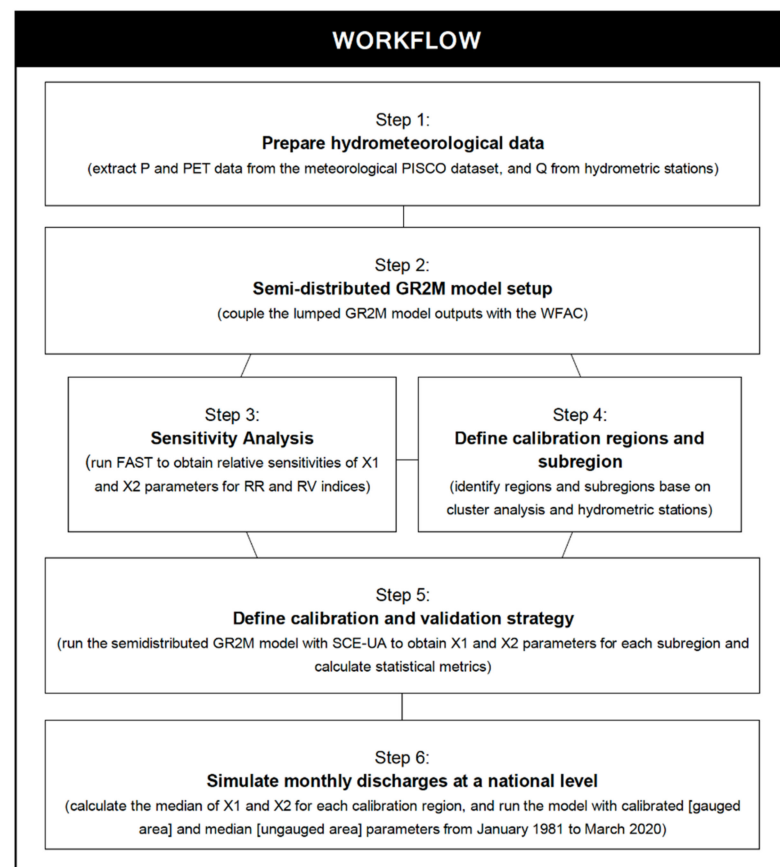 WORKFLOW
Step 1:
Prepare hydrometeorological data
(extract P and PET data from the meteorological PISCO dataset, and Q from hydrometric stations)
Step 2:
Semi-distributed GR2M model setup
(couple the lumped GR2M model outputs with the WFAC)
Step 3:
Sensitivity Analysis
(run FAST to obtain relative sensitivities of X1
and X2 parameters for RR and RV indices)
Step 4:
Define calibration regions and
subregion
(identify regions and subregions base on
cluster analysis and hydrometric stations)
Step 5:
Define calibration and validation strategy
(run the semidistributed GR2M model with SCE-UA to obtain X1 and X2 parameters for each subregion and
calculate statistical metrics)
Step 6:
Simulate monthly discharges at a national level
(calculate the median of X1 and X2 for each calibration region, and run the model with calibrated [gauged
area] and median [ungauged area] parameters from January 1981 to March 2020)